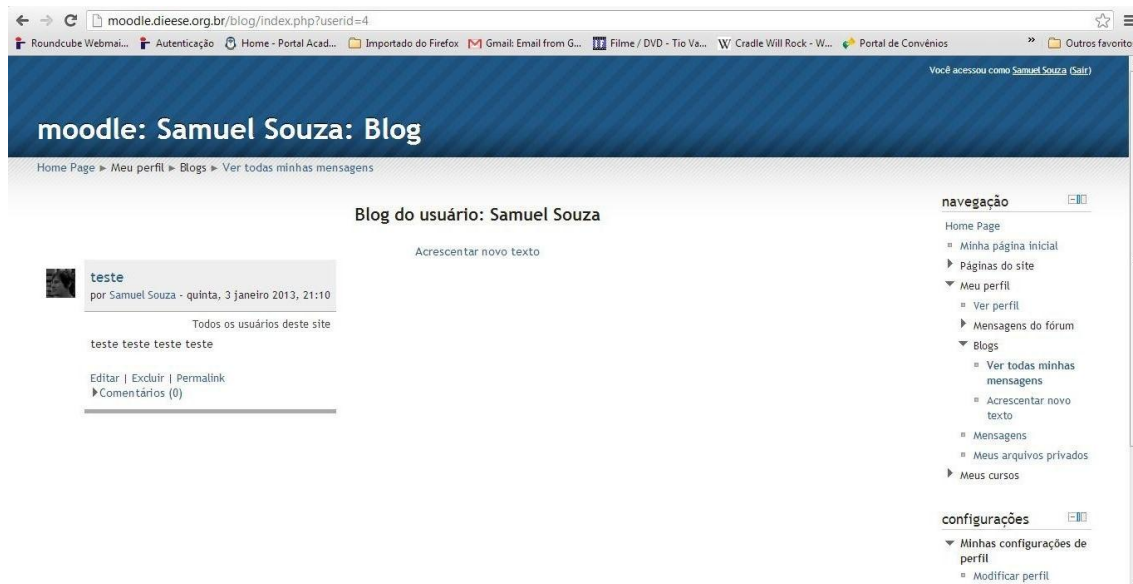 moodle.dieese.org.br/blog/index.php?userid=4
Roundcube Webmai... Autenticação Home - Portal Acad... Importado do Firefox Gmail: Email from G... Filme / DVD - Tio Va... Cradle Will Rock - W... Portal de Convênios » Outros favorito
Você acessou como Samuel Souza (Sair)
moodle: Samuel Souza: Blog
Home Page ► Meu perfil ► Blogs ► Ver todas minhas mensagens
Blog do usuário: Samuel Souza
Acrescentar novo texto
teste
por Samuel Souza - quinta, 3 janeiro 2013, 21:10
Todos os usuários deste site
teste teste teste teste
Editar | Excluir | Permalink
Comentários (0)
navegação
Home Page
Minha página inicial
Páginas do site
Meu perfil
Ver perfil
Mensagens do fórum
Blogs
Ver todas minhas
mensagens
Acrescentar novo
texto
Mensagens
Meus arquivos privados
Meus cursos
configurações
Minhas configurações de
perfil
Modificar perfil